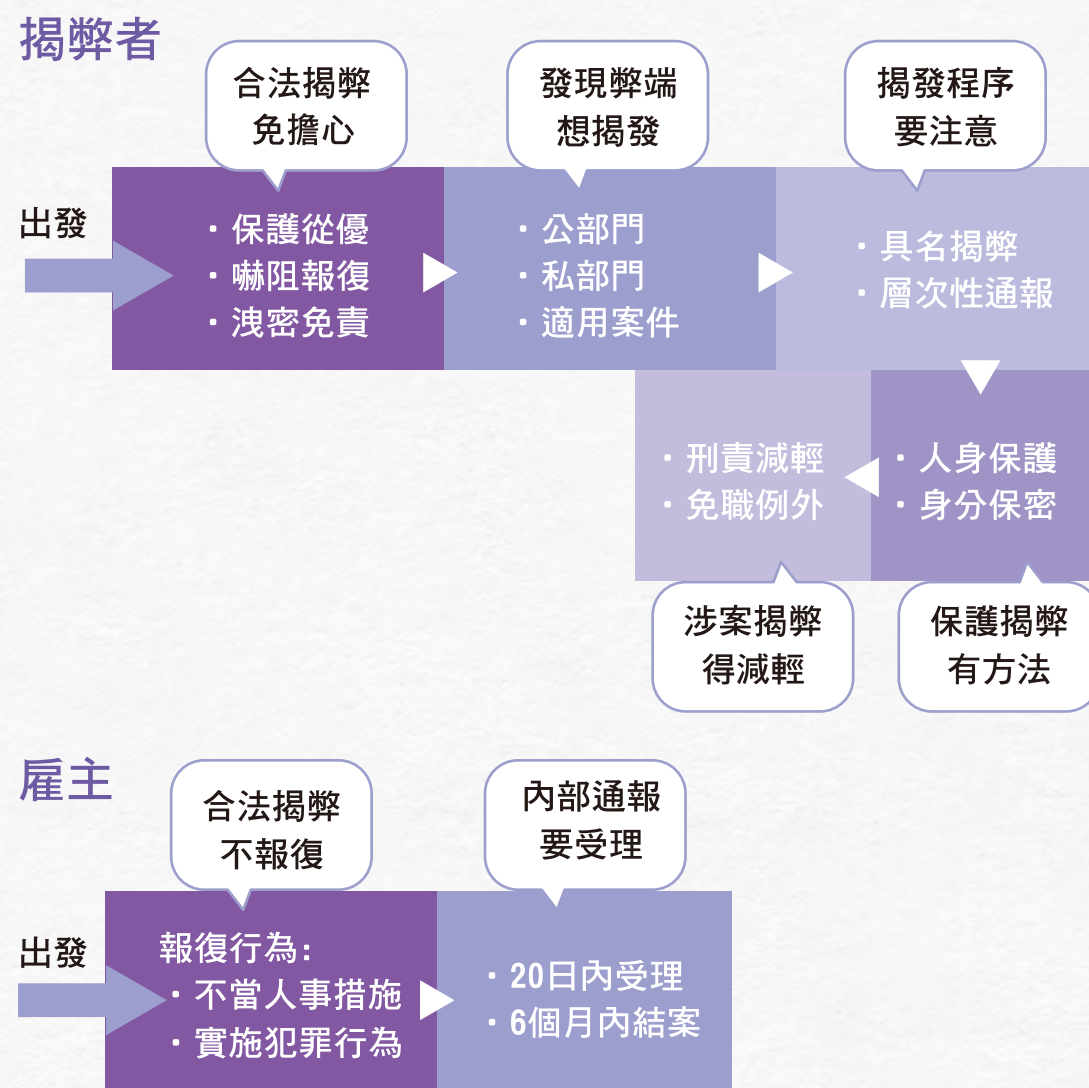 揭弊者
合法揭弊
免擔心
發現弊端
想揭發
揭發程序
要注意
出發
·保護從優
·嚇阻報復
·洩密免責
·公部門
·私部門
·適用案件
·具名揭弊
·層次性通報
·人身保護
·身分保密
·刑責減輕
·免職例外
保護揭弊
有方法
涉案揭弊
得減輕
雇主
合法揭弊
不報復
內部通報
要受理
出發
報復行為:
·不當人事措施
·實施犯罪行為
·20日內受理
·6個月內結案